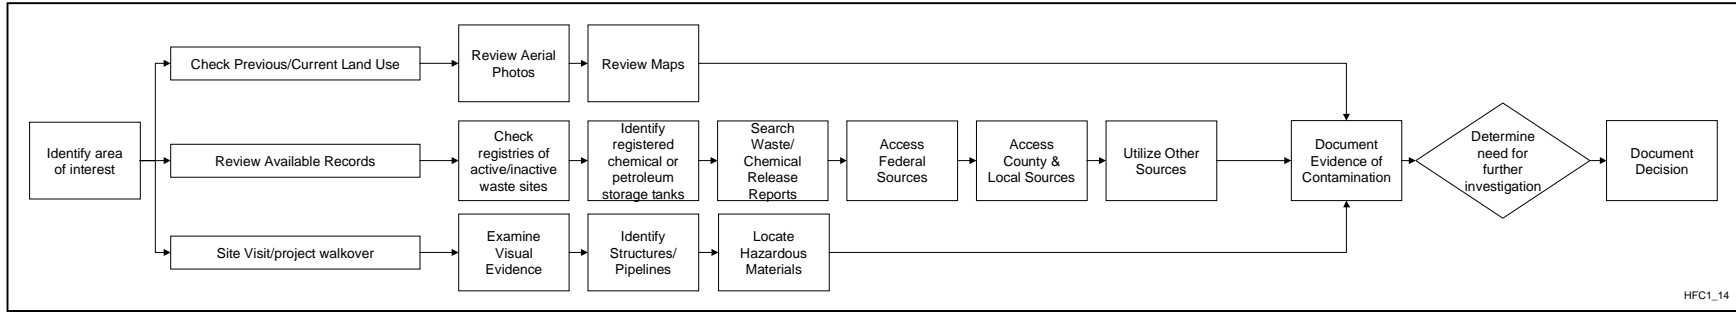 Identify area
of interest
Check Previous/Current Land Use
Review Aerial
Photos
Review Maps
Review Available Records
Check
registries of
active/inactive
waste sites
Identify
registered
chemical or
petroleum
storage tanks
Search
Waste/
Chemical
Release
Reports
Access
Federal
Sources
Access
County &
Local Sources
Utilize Other
Sources
Site Visit/project walkover
Examine
Visual
Evidence
Identify
Structures/
Pipelines
Locate
Hazardous
Materials
Document
Evidence of
Contamination
Determine
need for
further
investigation
Document
Decision
HFC1_14